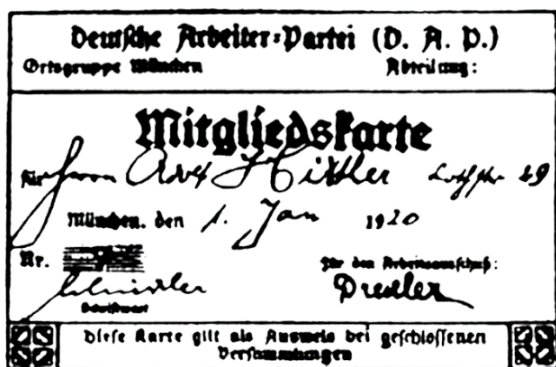 Deutsche Arbeiter-Partei (D. A. P.)
Ortsgruppe München Abteilung:
Mitgliedskarte
für Herrn Adolf Hitler Lothstr 29
München, den 1. Jan 1920
Nr. Für den Arbeitsausschuß:
Schriftwart Drexler
Diese Karte gilt als Ausweis bei geschlossenen
Versammlungen